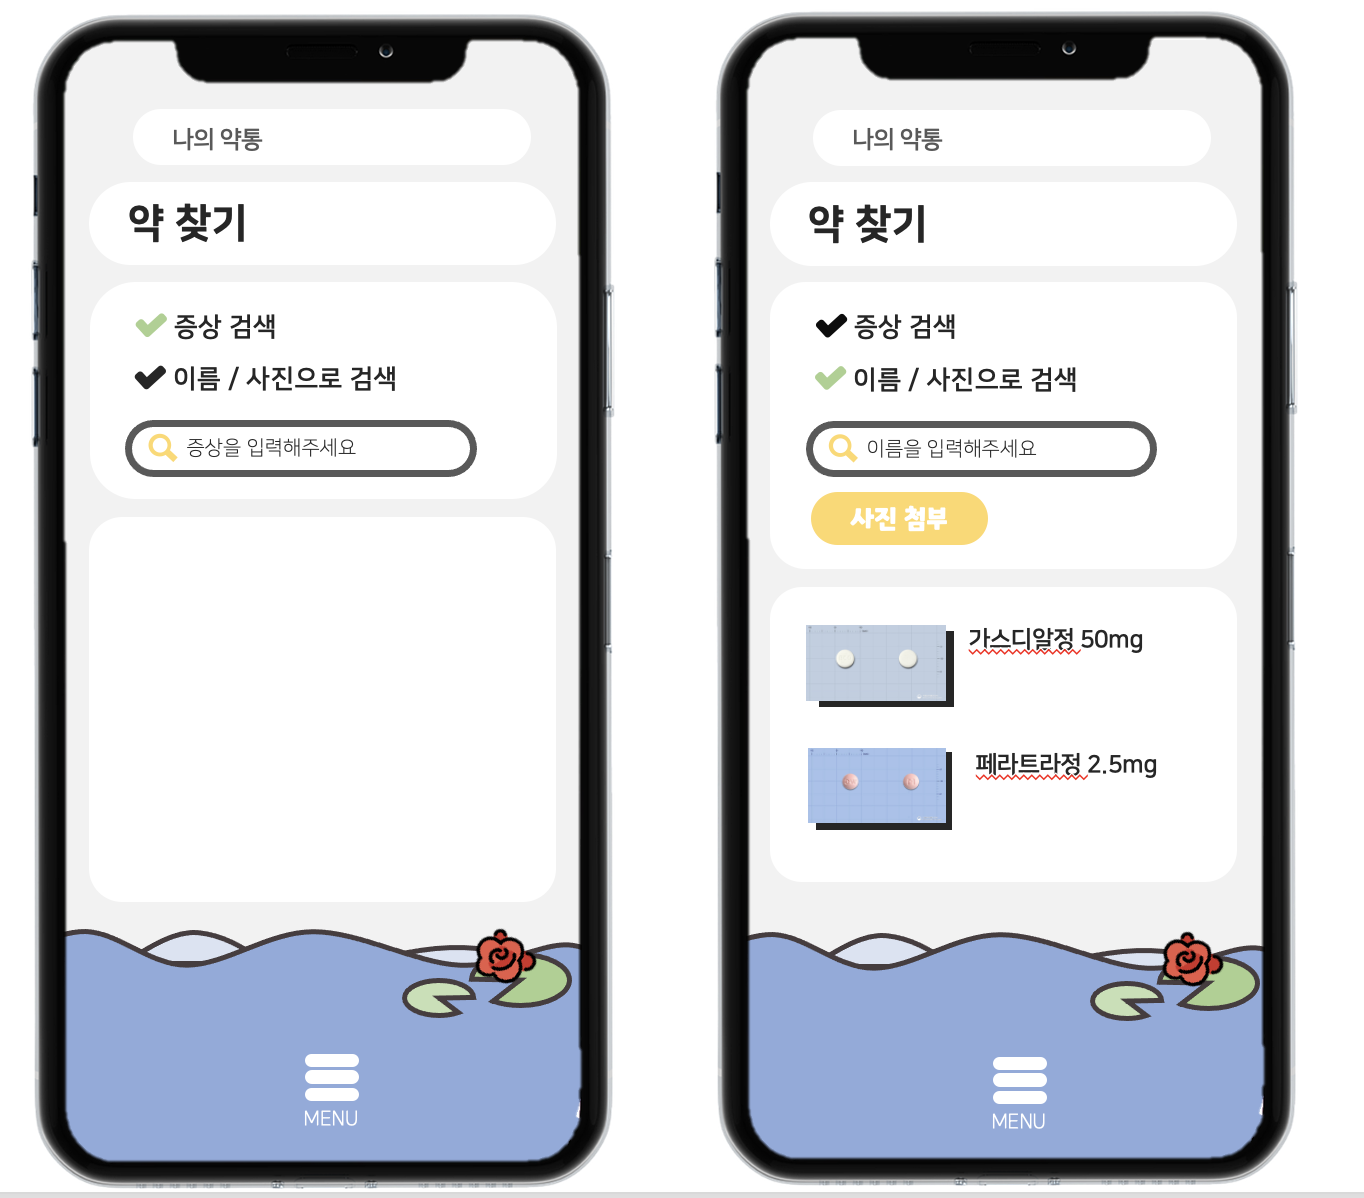 나의 약통
약 찾기
증상 검색
이름 / 사진으로 검색
증상을 입력해주세요
MENU
나의 약통
약 찾기
증상 검색
이름 / 사진으로 검색
이름을 입력해주세요
사진 첨부
가스디알정 50mg
페라트라정 2.5mg
MENU